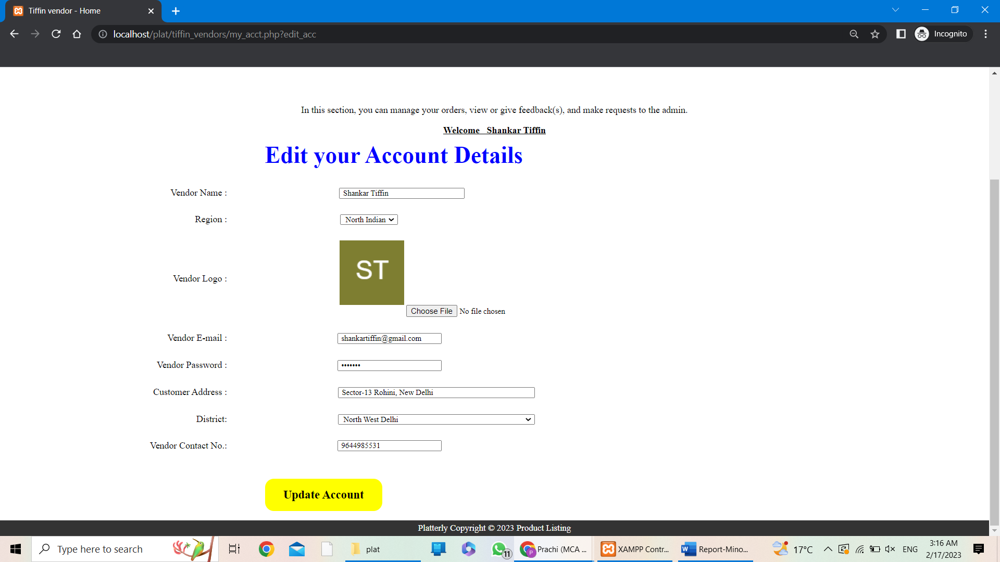 Tiffin vendor - Home
localhost/plat/tiffin_vendors/my_acct.php?edit_acc
Incognito
In this section, you can manage your orders, view or give feedback(s), and make requests to the admin.
Welcome   Shankar Tiffin
Edit your Account Details
Vendor Name : Shankar Tiffin
Region : North Indian
ST
Vendor Logo :
Choose File No file chosen
Vendor E-mail : shankartiffin@gmail.com
Vendor Password : •••••••
Customer Address : Sector-13 Rohini, New Delhi
District: North West Delhi
Vendor Contact No.: 9644985531
Update Account
Platterly Copyright © 2023 Product Listing
Type here to search
plat
11
P
Prachi (MCA ...
XAMPP Contr...
W
Report-Mino...
17°C
ENG
3:16 AM
2/17/2023